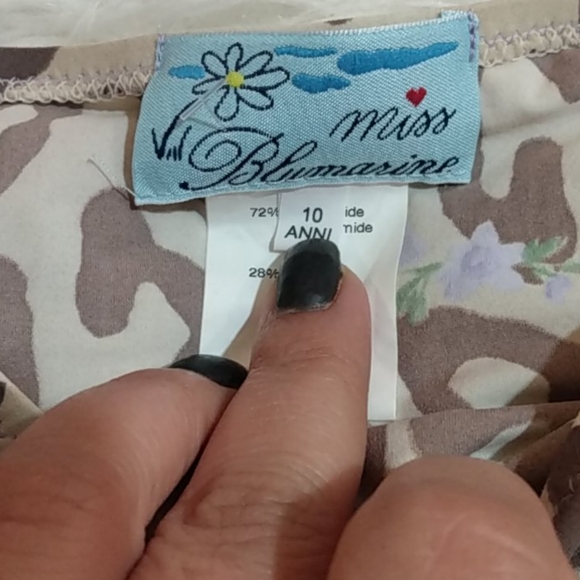 miss
Blumarine
10
ANNI
72%
ide
mide
28%